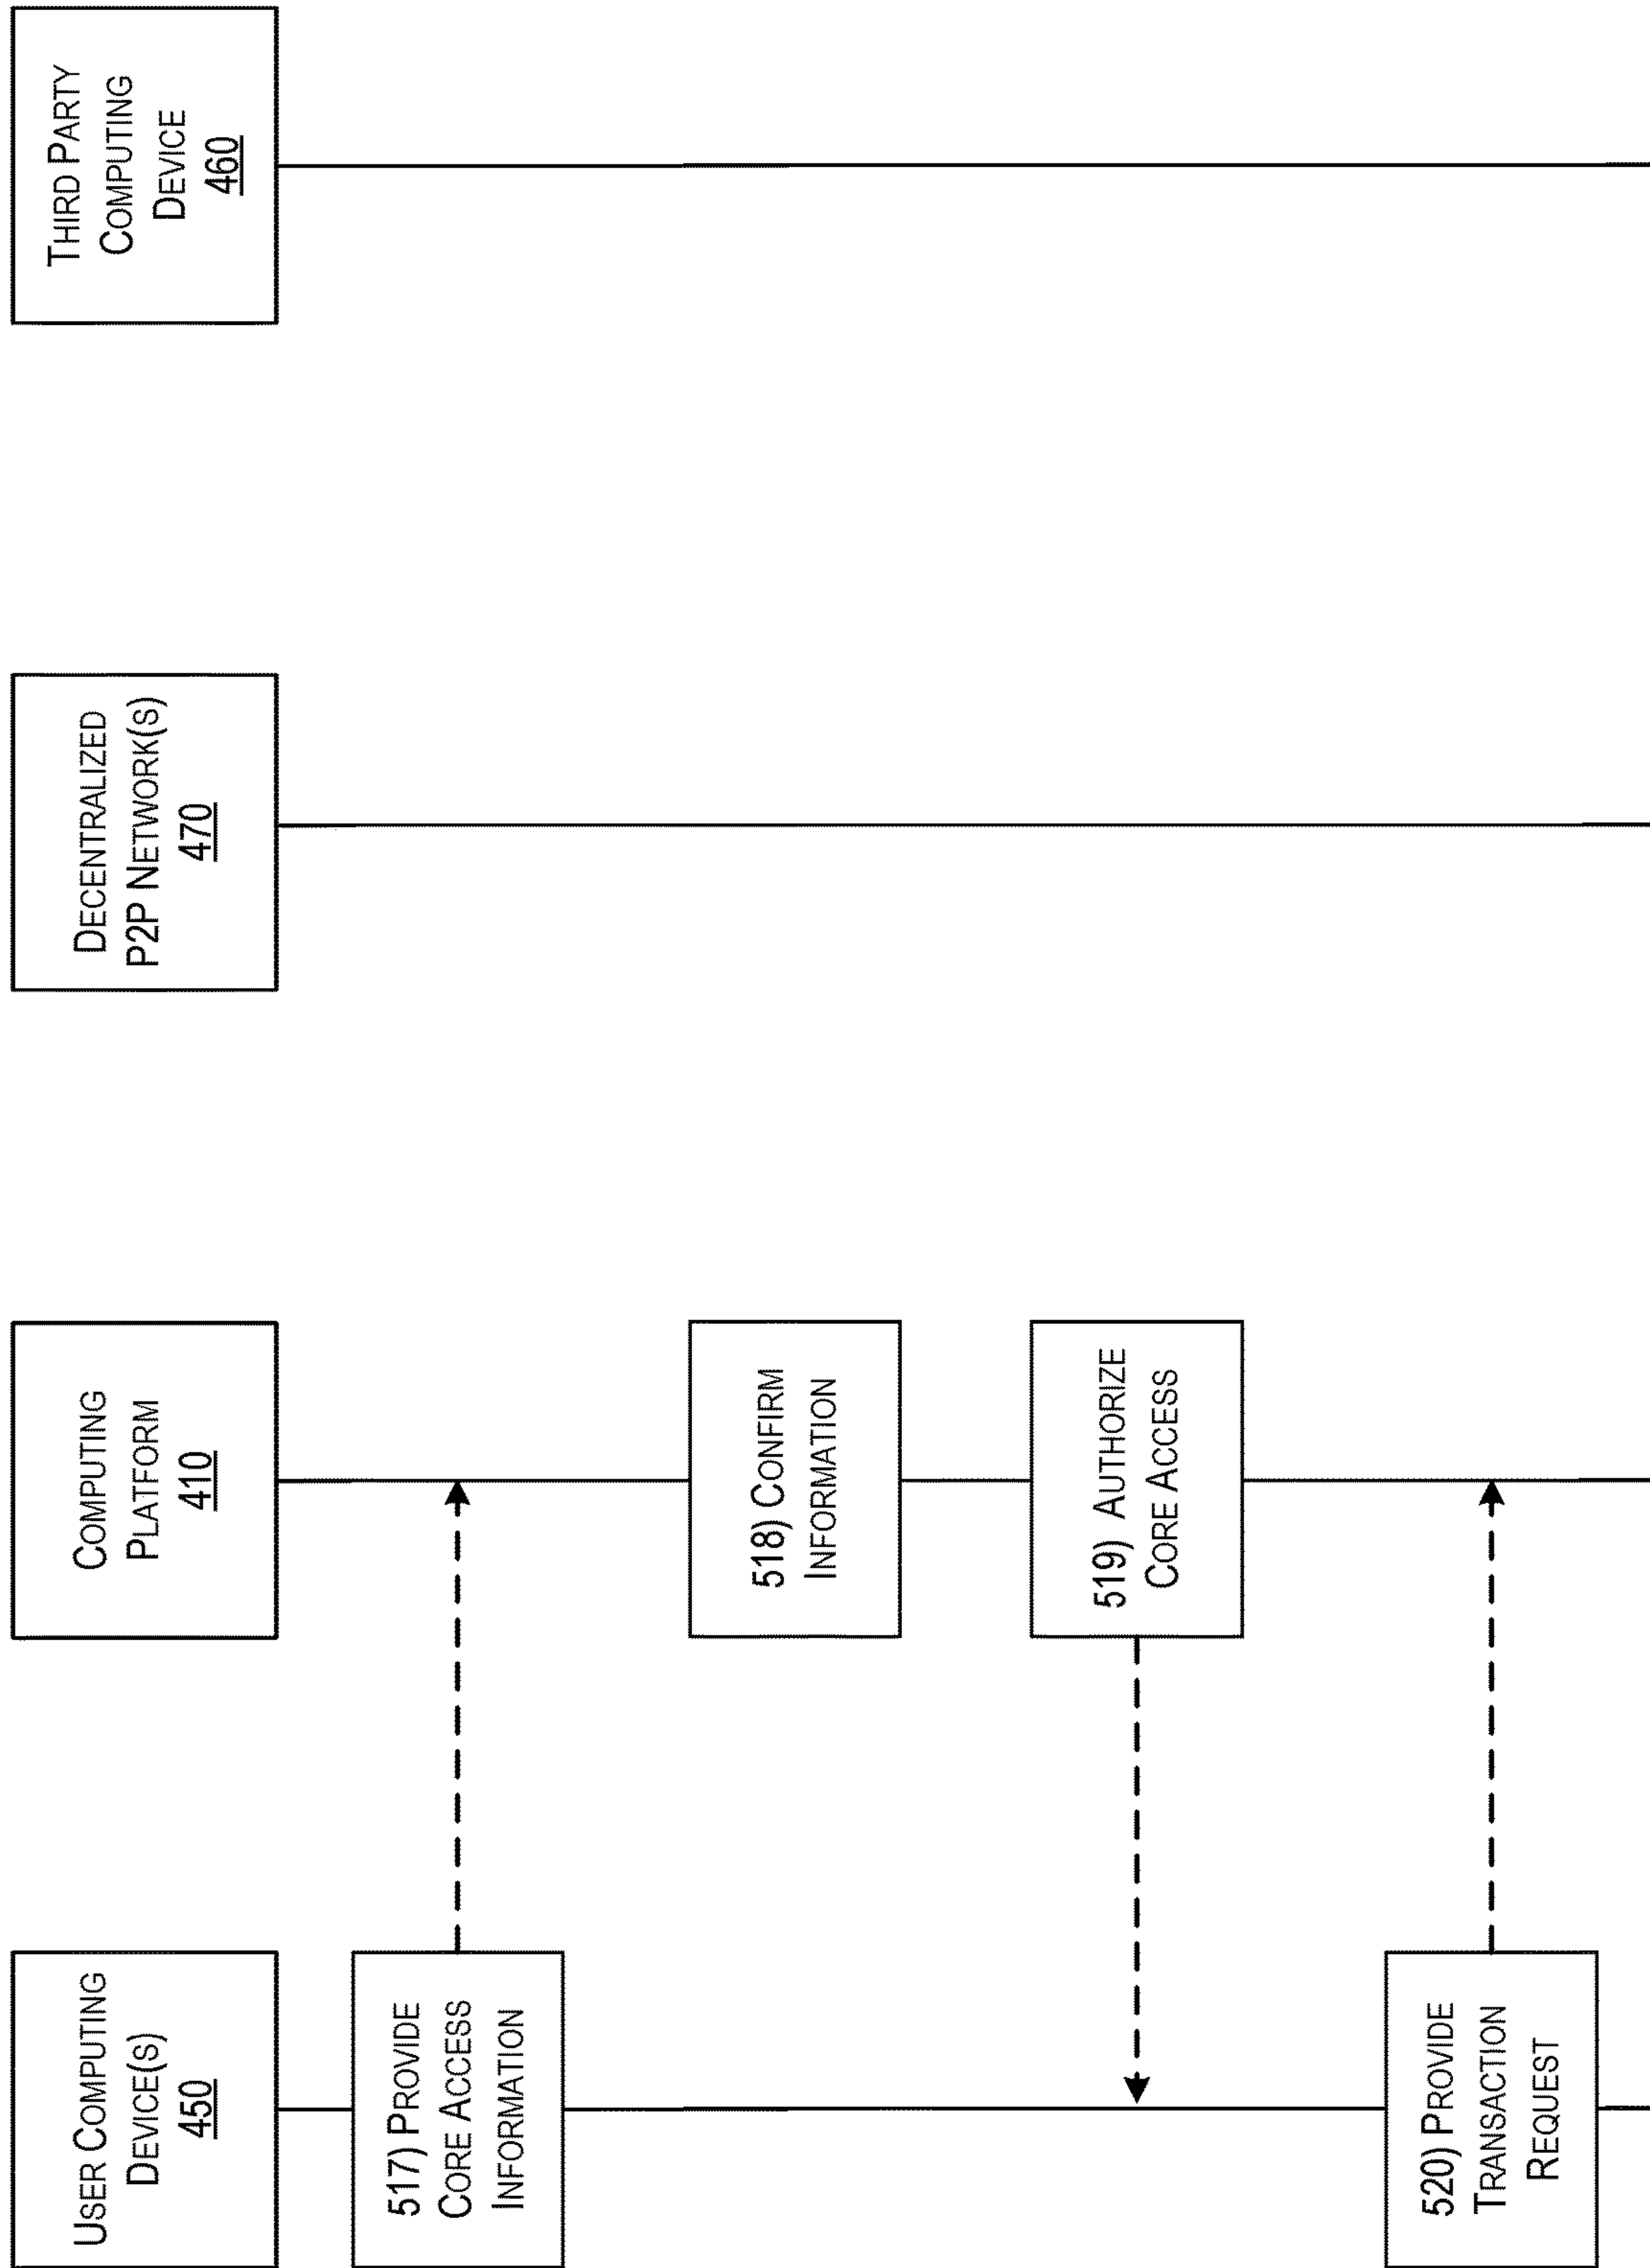 USER COMPUTING
DEVICE(S)
450
COMPUTING
PLATFORM
410
DECENTRALIZED
P2P NETWORK(S)
470
THIRD PARTY
COMPUTING
DEVICE
460
517) PROVIDE
CORE ACCESS
INFORMATION
518) CONFIRM
INFORMATION
519) AUTHORIZE
CORE ACCESS
520) PROVIDE
TRANSACTION
REQUEST